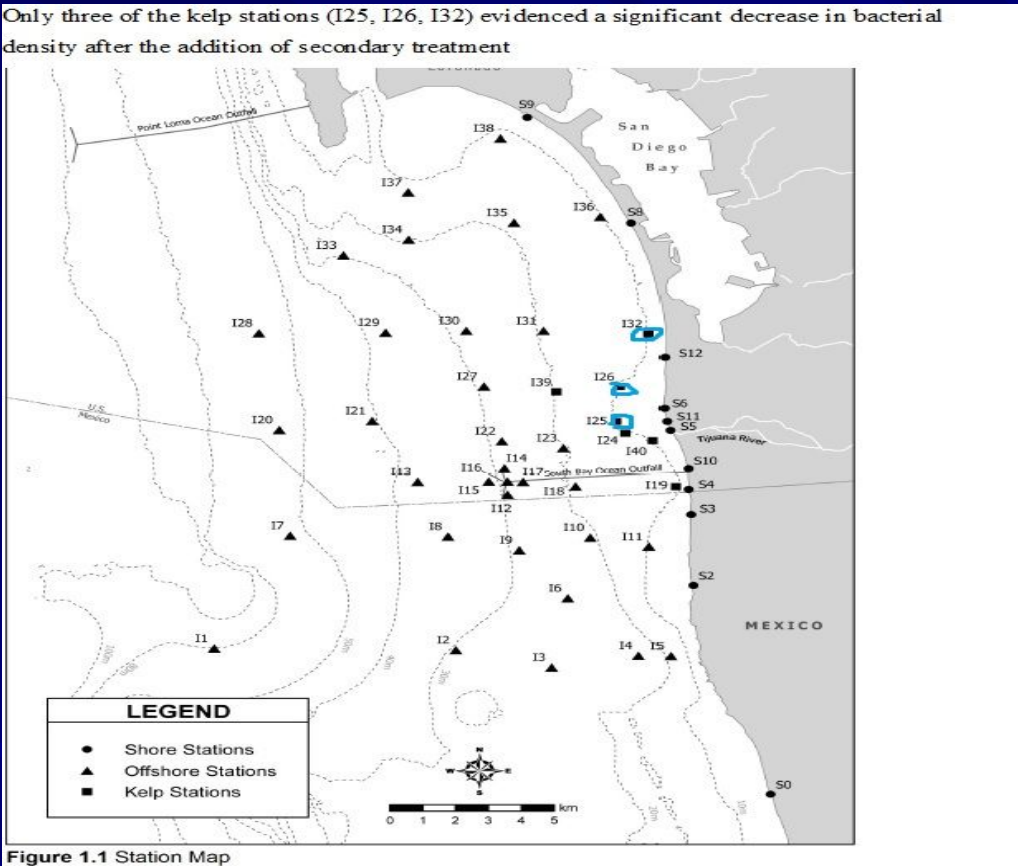 Only three of the kelp stations (I25, I26, I32) evidenced a significant decrease in bacterial
density after the addition of secondary treatment
S9
Point Loma Ocean Outfall
I38
San
Diego
Bay
I37
I35
I36
S8
I34
I33
I28
I29
I30
I31
I32
S12
I27
I39
I26
U.S.
Mexico
S6
I20
I21
I25
S11
S5
I22
I23
I24
I40
Tijuana River
I14
S10
I13
I16
I17
South Bay Ocean Outfall
I15
I18
I19
S4
I12
S3
I7
I8
I9
I10
I11
S2
I6
MEXICO
I1
I2
I3
I4
I5
LEGEND
Shore Stations
Offshore Stations
Kelp Stations
N
W
E
S
km
0 1 2 3 4 5
S0
Figure 1.1 Station Map